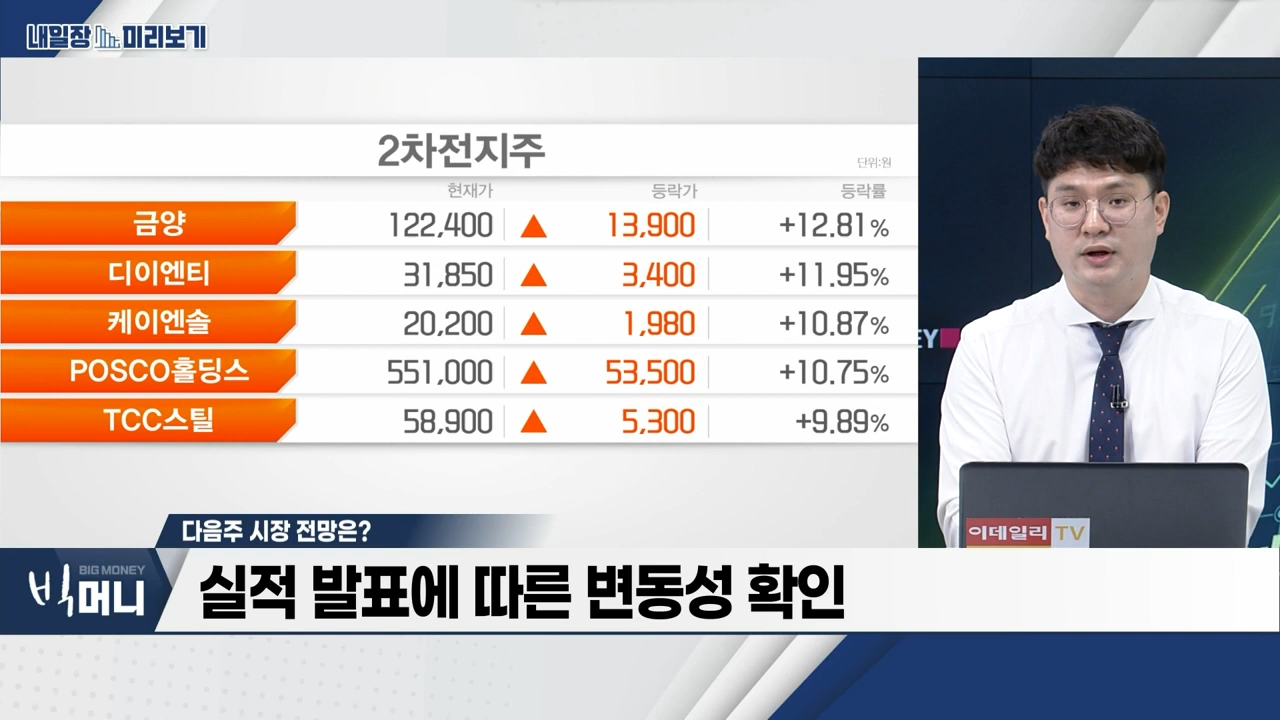 내일장 미리보기
2차전지주
단위:원
현재가 등락가 등락률
금양 122,400 ▲ 13,900 +12.81%
디이엔티 31,850 ▲ 3,400 +11.95%
케이엔솔 20,200 ▲ 1,980 +10.87%
POSCO홀딩스 551,000 ▲ 53,500 +10.75%
TCC스틸 58,900 ▲ 5,300 +9.89%
EY
이데일리 TV
다음주 시장 전망은?
BIG MONEY
빅머니
실적 발표에 따른 변동성 확인